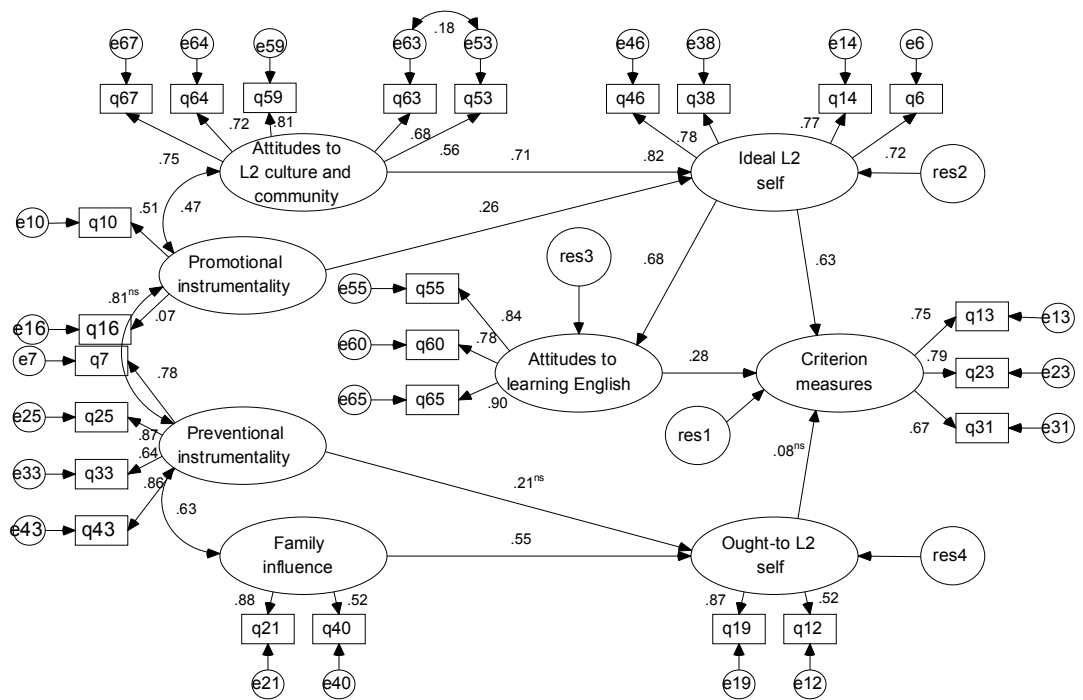 .18
e67
e64
e59
e63
e53
e46
e38
e14
e6
q67
q64
q59
q63
q53
q46
q38
q14
q6
.75
.72
.81
.68
.56
.78
.82
.77
.72
Attitudes to
L2 culture and
community
.71
Ideal L2
self
res2
.51
.47
e10
q10
.26
Promotional
instrumentality
res3
.68
.63
.81ns
.07
e16
q16
e7
q7
e55
q55
.84
e60
q60
.78
e65
q65
.90
Attitudes to
learning English
.28
Criterion
measures
.75
q13
e13
.79
q23
e23
.67
q31
e31
res1
.78
e25
q25
.87
e33
q33
.64
e43
q43
.86
Preventional
instrumentality
.21ns
.08ns
.63
Family
influence
.55
Ought-to L2
self
res4
.88
.52
.87
.52
q21
q40
q19
q12
e21
e40
e19
e12